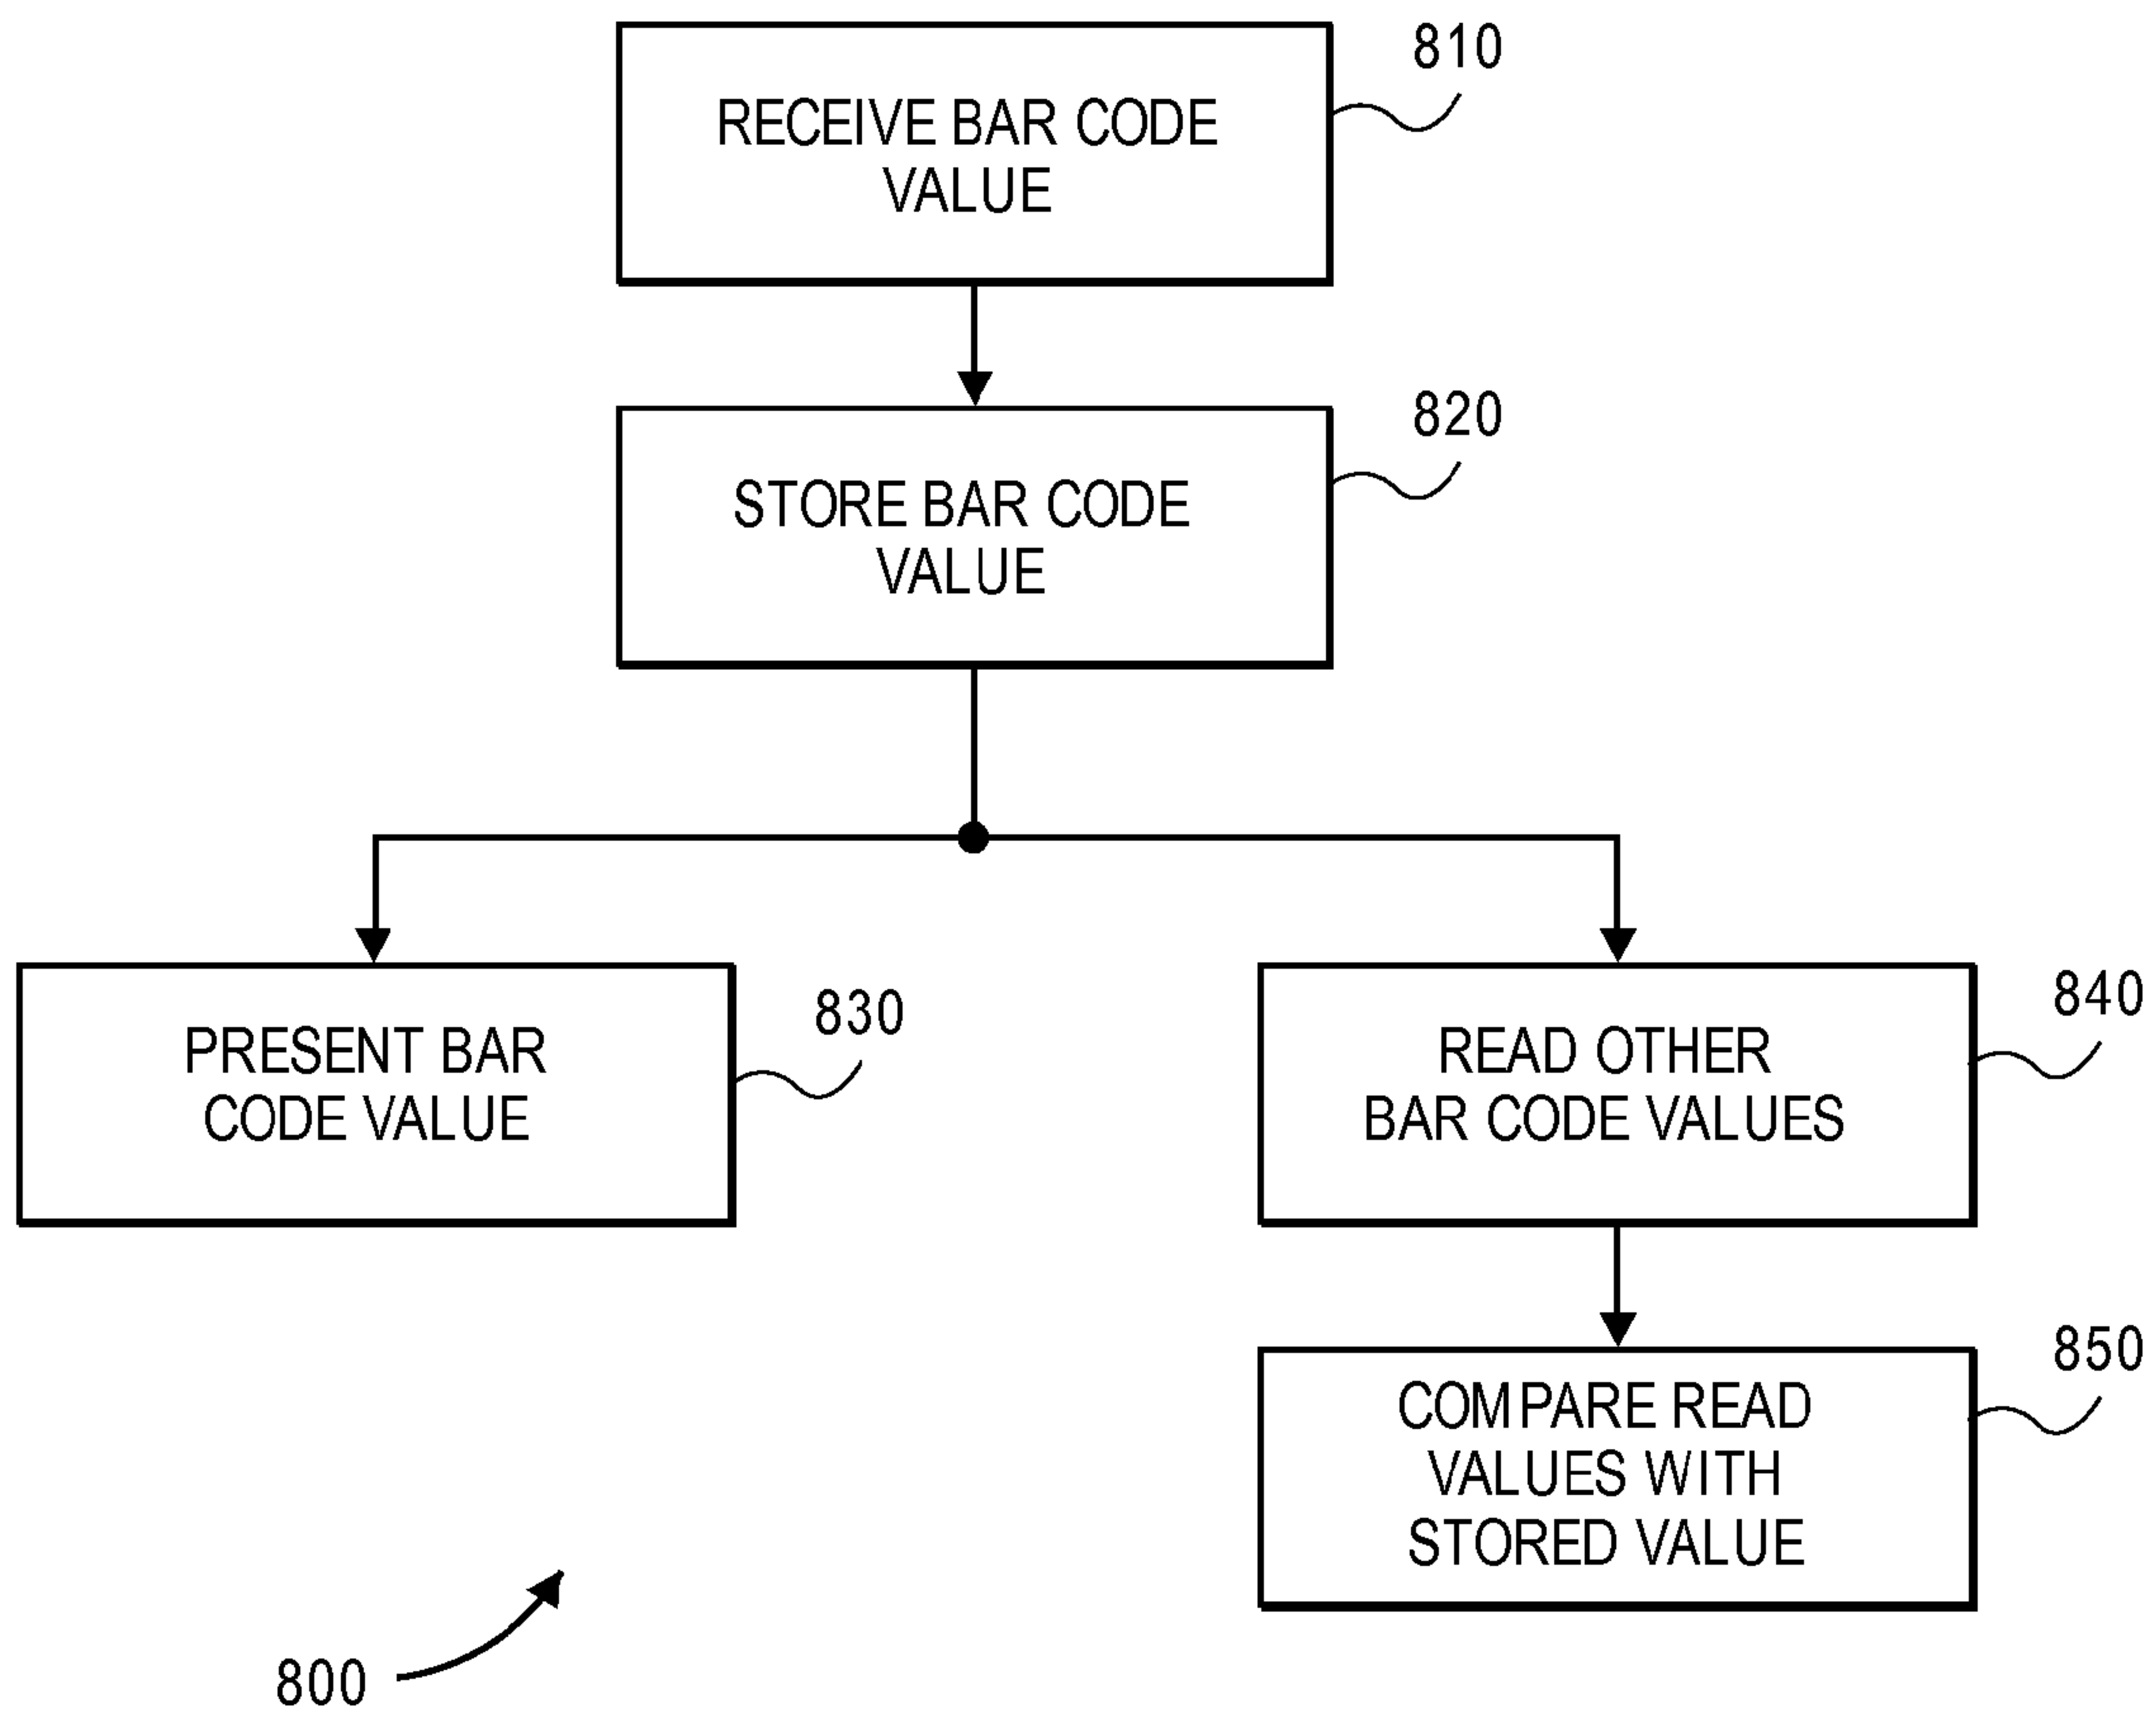 810
RECEIVE BAR CODE
VALUE
820
STORE BAR CODE
VALUE
830
PRESENT BAR
CODE VALUE
840
READ OTHER
BAR CODE VALUES
850
COMPARE READ
VALUES WITH
STORED VALUE
800